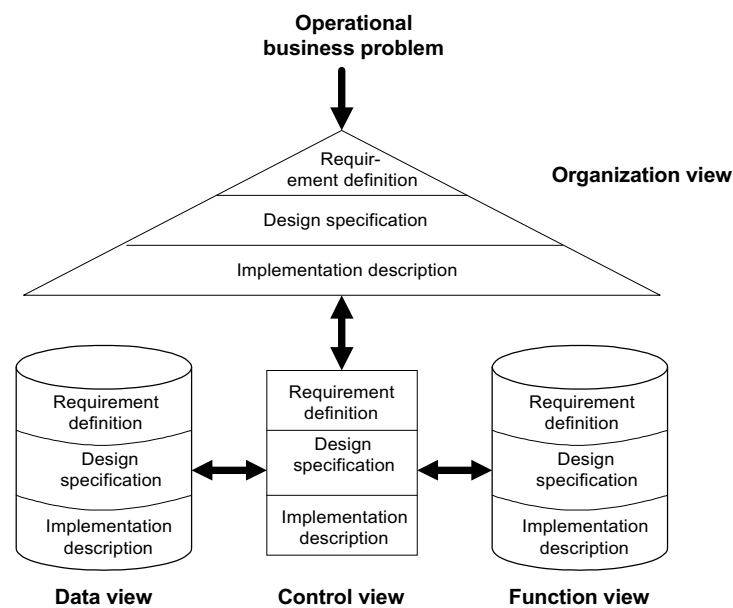 Operational
business problem
Requir-
ement definition
Organization view
Design specification
Implementation description
Requirement
definition
Design
specification
Implementation
description
Data view
Requirement
definition
Design
specification
Implementation
description
Control view
Requirement
definition
Design
specification
Implementation
description
Function view